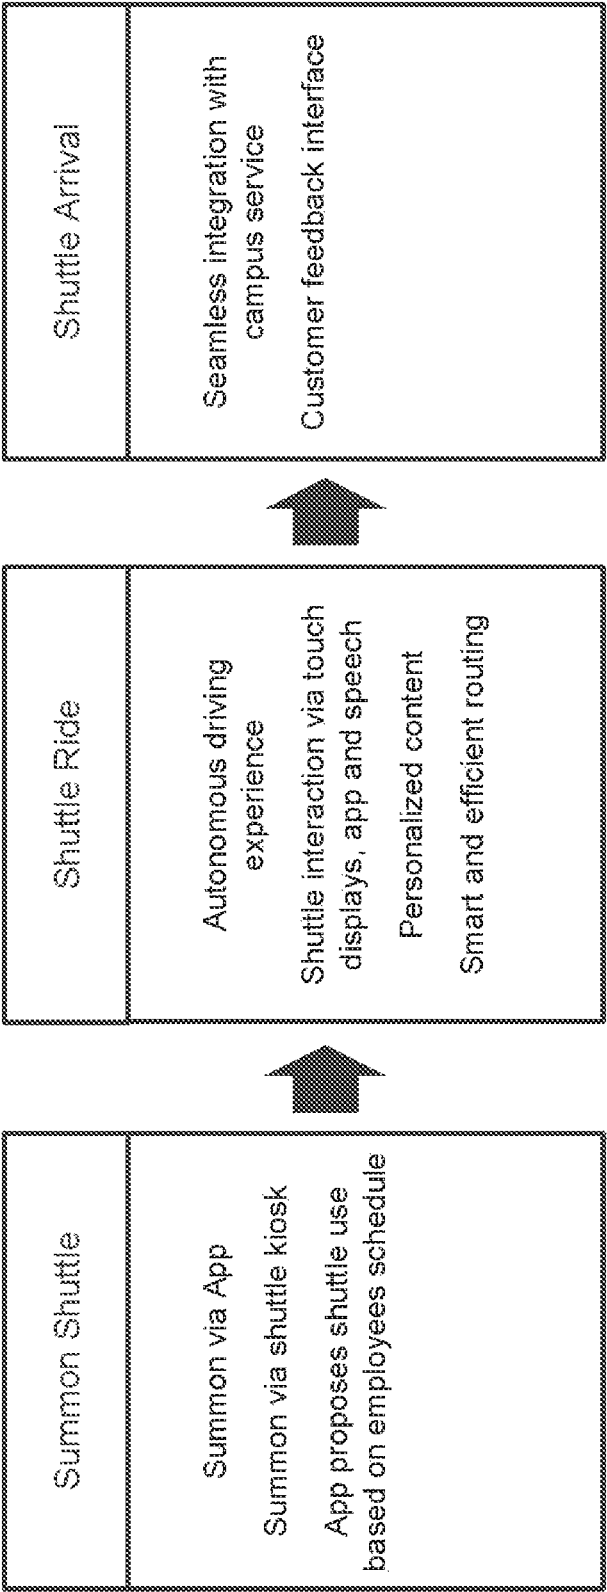 Summon Shuttle
Summon via App
Summon via shuttle kiosk
App proposes shuttle use
based on employees schedule
Shuttle Ride
Autonomous driving
experience
Shuttle interaction via touch
displays, app and speech
Personalized content
Smart and efficient routing
Shuttle Arrival
Seamless integration with
campus service
Customer feedback interface